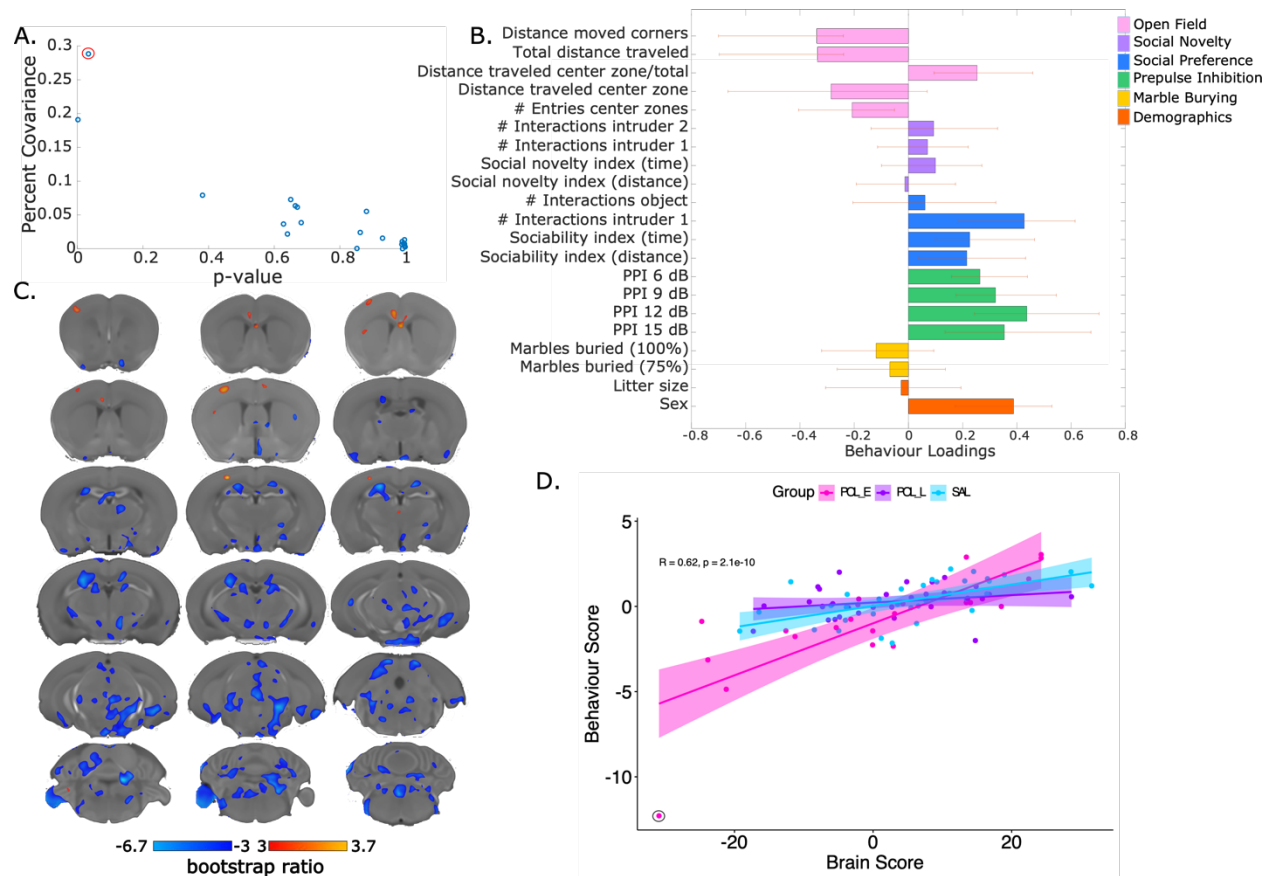 A.
0.3
0.25
0.2
0.15
0.1
0.05
0
Percent Covariance
0 0.2 0.4 0.6 0.8 1
p-value
B.
Distance moved corners
Total distance traveled
Distance traveled center zone/total
Distance traveled center zone
# Entries center zones
# Interactions intruder 2
# Interactions intruder 1
Social novelty index (time)
Social novelty index (distance)
# Interactions object
# Interactions intruder 1
Sociability index (time)
Sociability index (distance)
PPI 6 dB
PPI 9 dB
PPI 12 dB
PPI 15 dB
Marbles buried (100%)
Marbles buried (75%)
Litter size
Sex
-0.8 -0.6 -0.4 -0.2 0 0.2 0.4 0.6 0.8
Behaviour Loadings
Open Field
Social Novelty
Social Preference
Prepulse Inhibition
Marble Burying
Demographics
C.
-6.7 -3 3 3.7
bootstrap ratio
D.
Group POL_E POL_L SAL
R = 0.62, p = 2.1e-10
5
0
-5
-10
Behaviour Score
-20 0 20
Brain Score